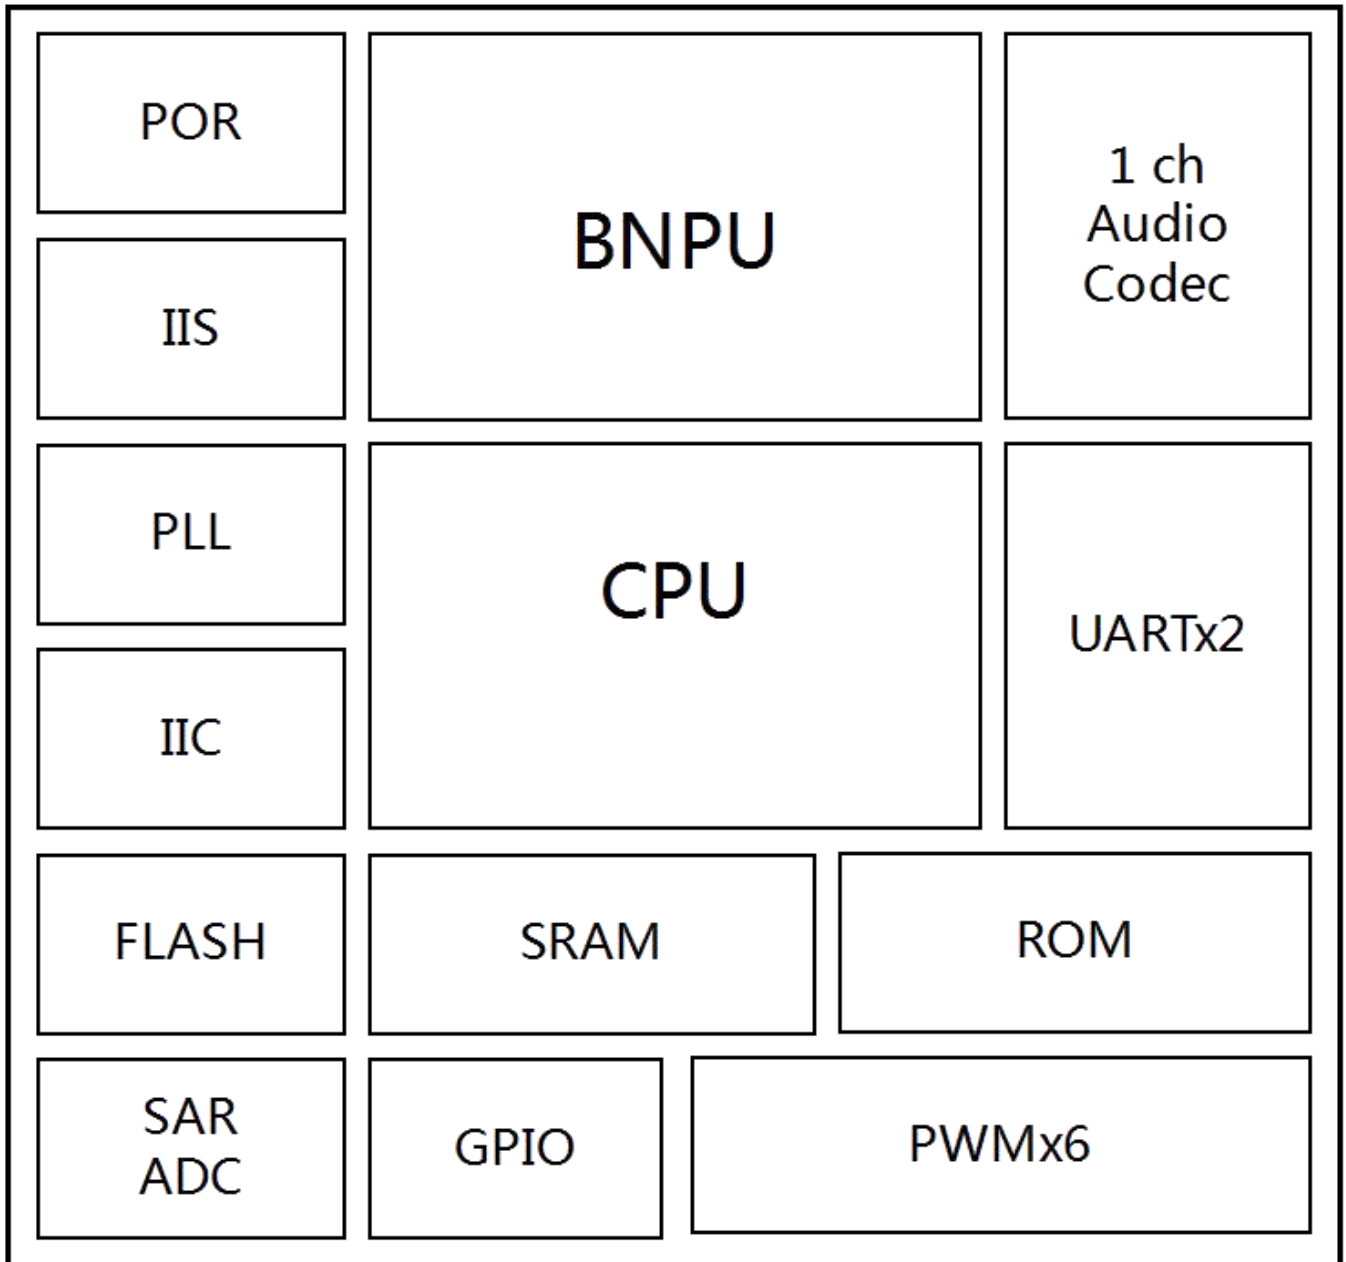 POR
BNPU
1 ch
Audio
Codec
IIS
PLL
CPU
UARTx2
IIC
FLASH
SRAM
ROM
SAR
ADC
GPIO
PWMx6